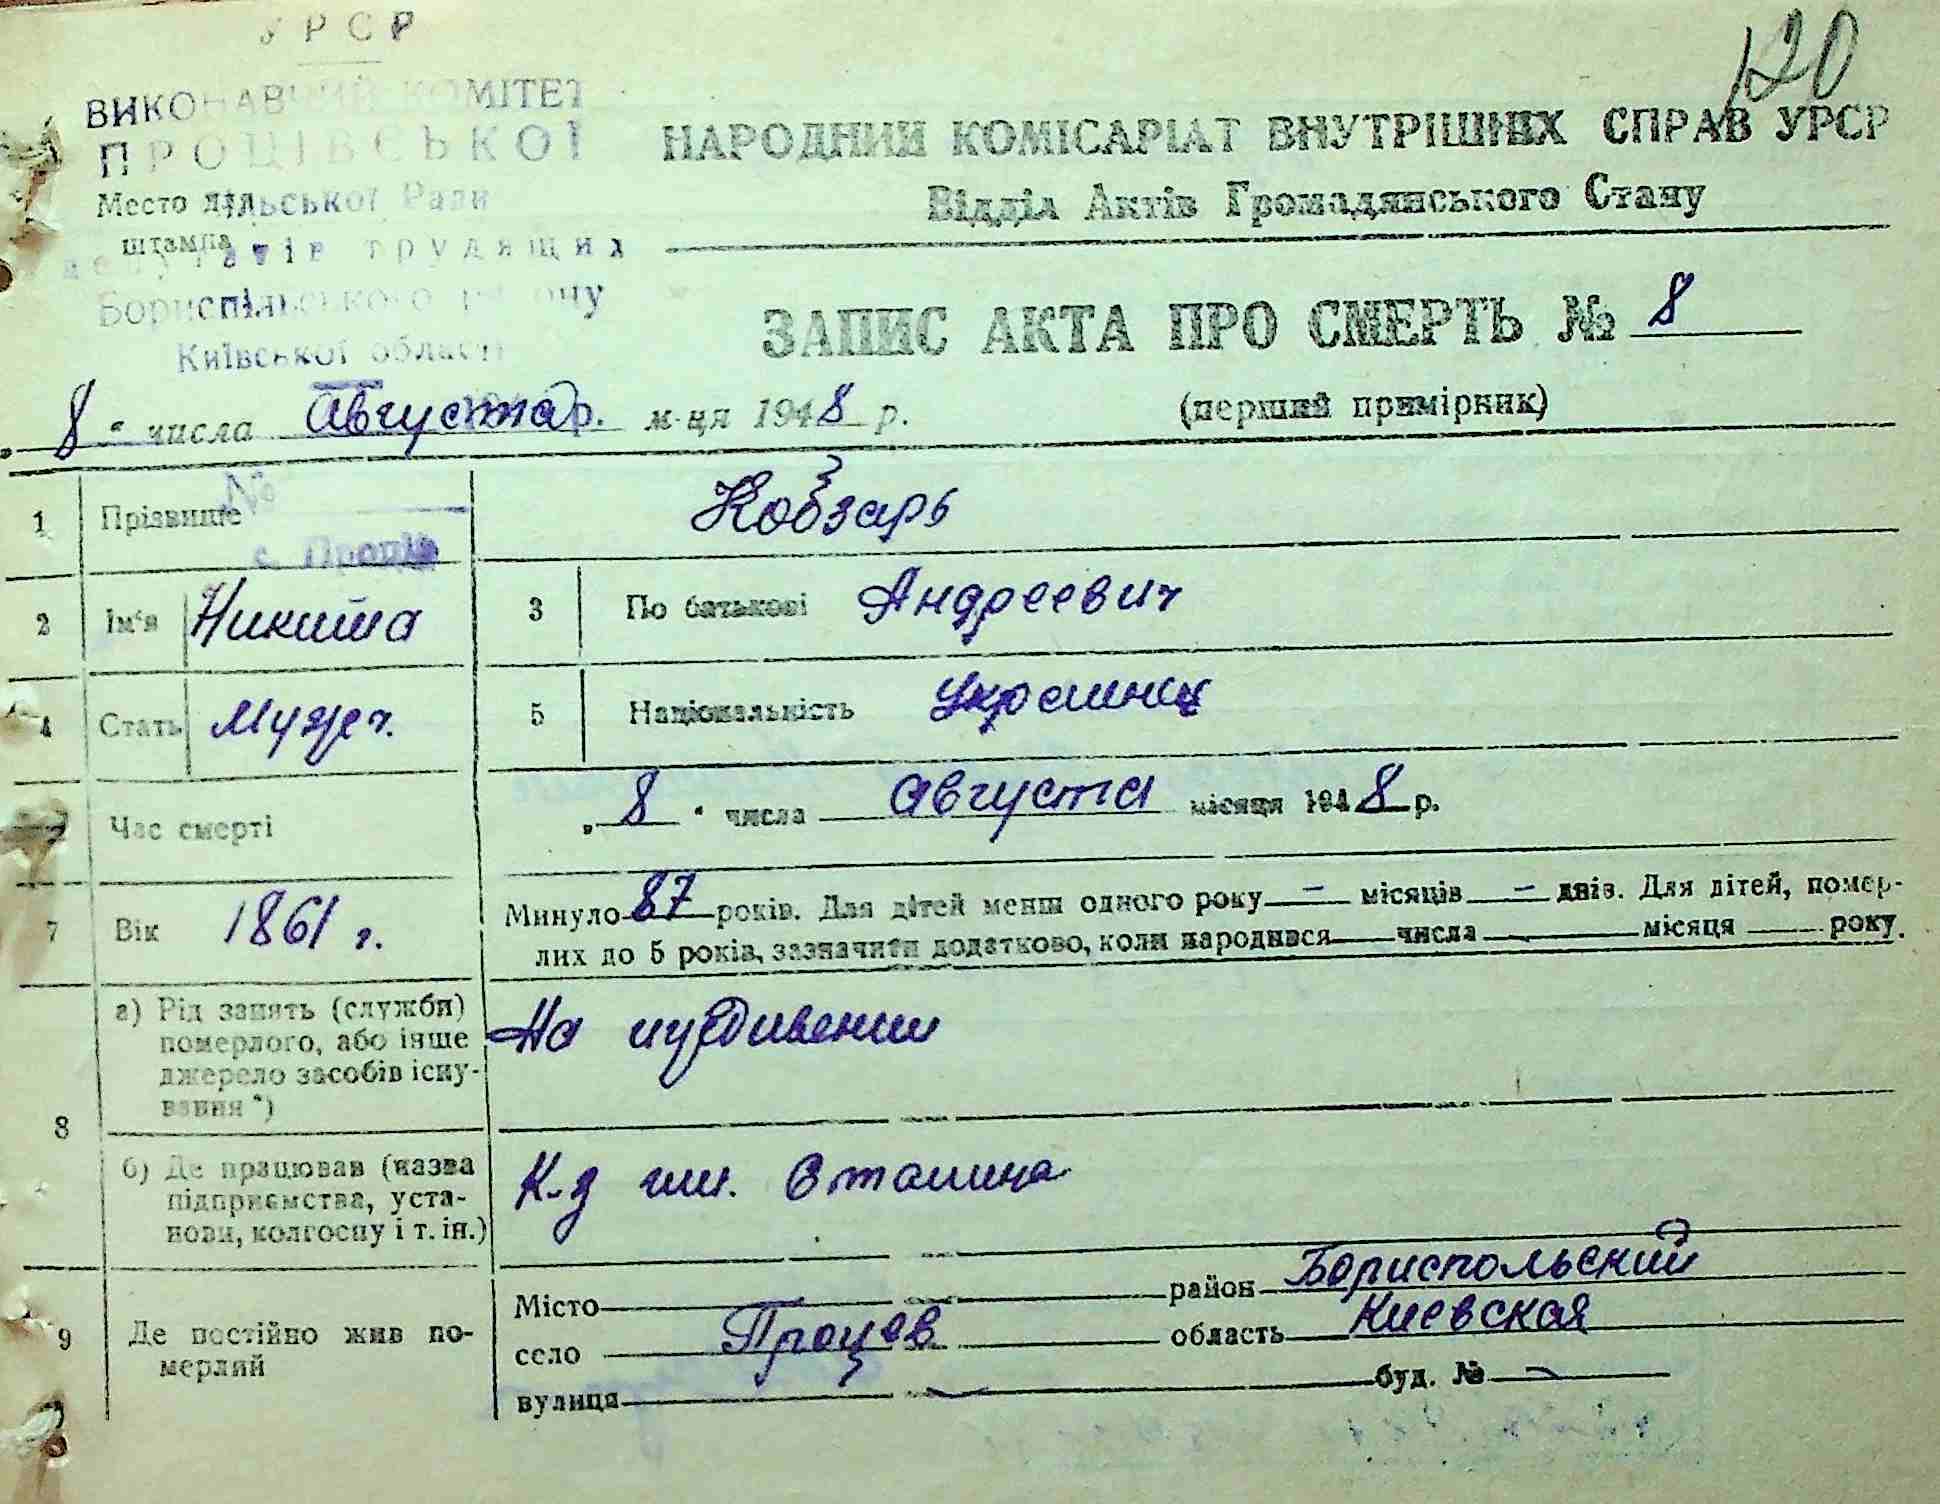 УРСР
120
ВИКОНАВЧИЙ КОМІТЕТ
ПРОЦІВСЬКОЇ
Место для штампа
сільської Ради
депутатів трудящих
Бориспільського району
Київської області
НАРОДНИЙ КОМІСАРІАТ ВНУТРІШНІХ СПРАВ УРСР
Відділ Актів Громадянського Стану
ЗАПИС АКТА ПРО СМЕРТЬ № 8
„8“ числа Августа м-ця 1948 р.
(перший примірник)
№
с. Проців
1 Прізвище Кобзарь
2 Ім'я Никита 3 По батькові Андреевич
4 Стать Мужеч. 5 Національність Украинец
Час смерті „8“ числа августа місяця 1948 р.
7 Вік 1861 г. Минуло 87 років. Для дітей менш одного року — місяців — днів. Для дітей, помер-
лих до 5 років, зазначити додатково, коли народився — числа — місяця — року.
8 а) Рід занять (служби) померлого, або інше джерело засобів існу-вання *) На иждивении
б) Де працював (назва підприємства, уста-нови, колгоспу і т. ін.) К-з им. Сталина
9 Де постійно жив по-мерлий
Місто — район Бориспольский
село Процев область Киевская
вулиця — буд. № —